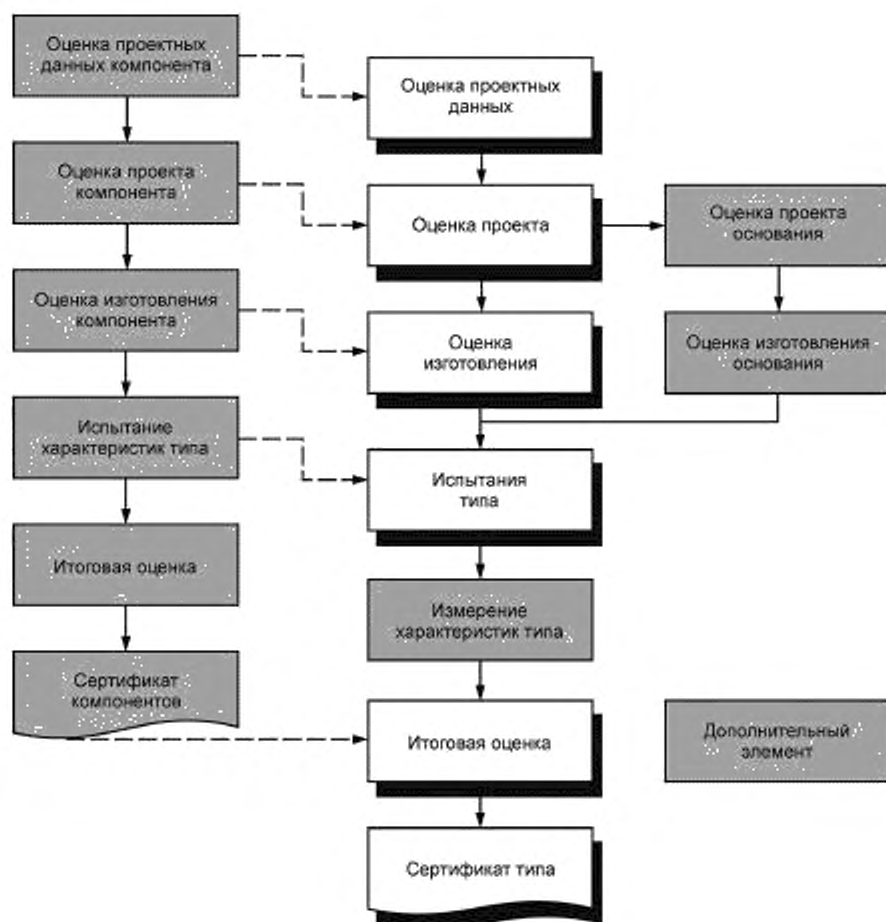 Оценка проектных
данных компонента
Оценка проекта
компонента
Оценка изготовления
компонента
Испытание
характеристик типа
Итоговая оценка
Сертификат
компонентов
Оценка проектных
данных
Оценка проекта
Оценка
изготовления
Испытания
типа
Измерение
характеристик типа
Итоговая оценка
Сертификат типа
Оценка проекта
основания
Оценка изготовления
основания
Дополнительный
элемент